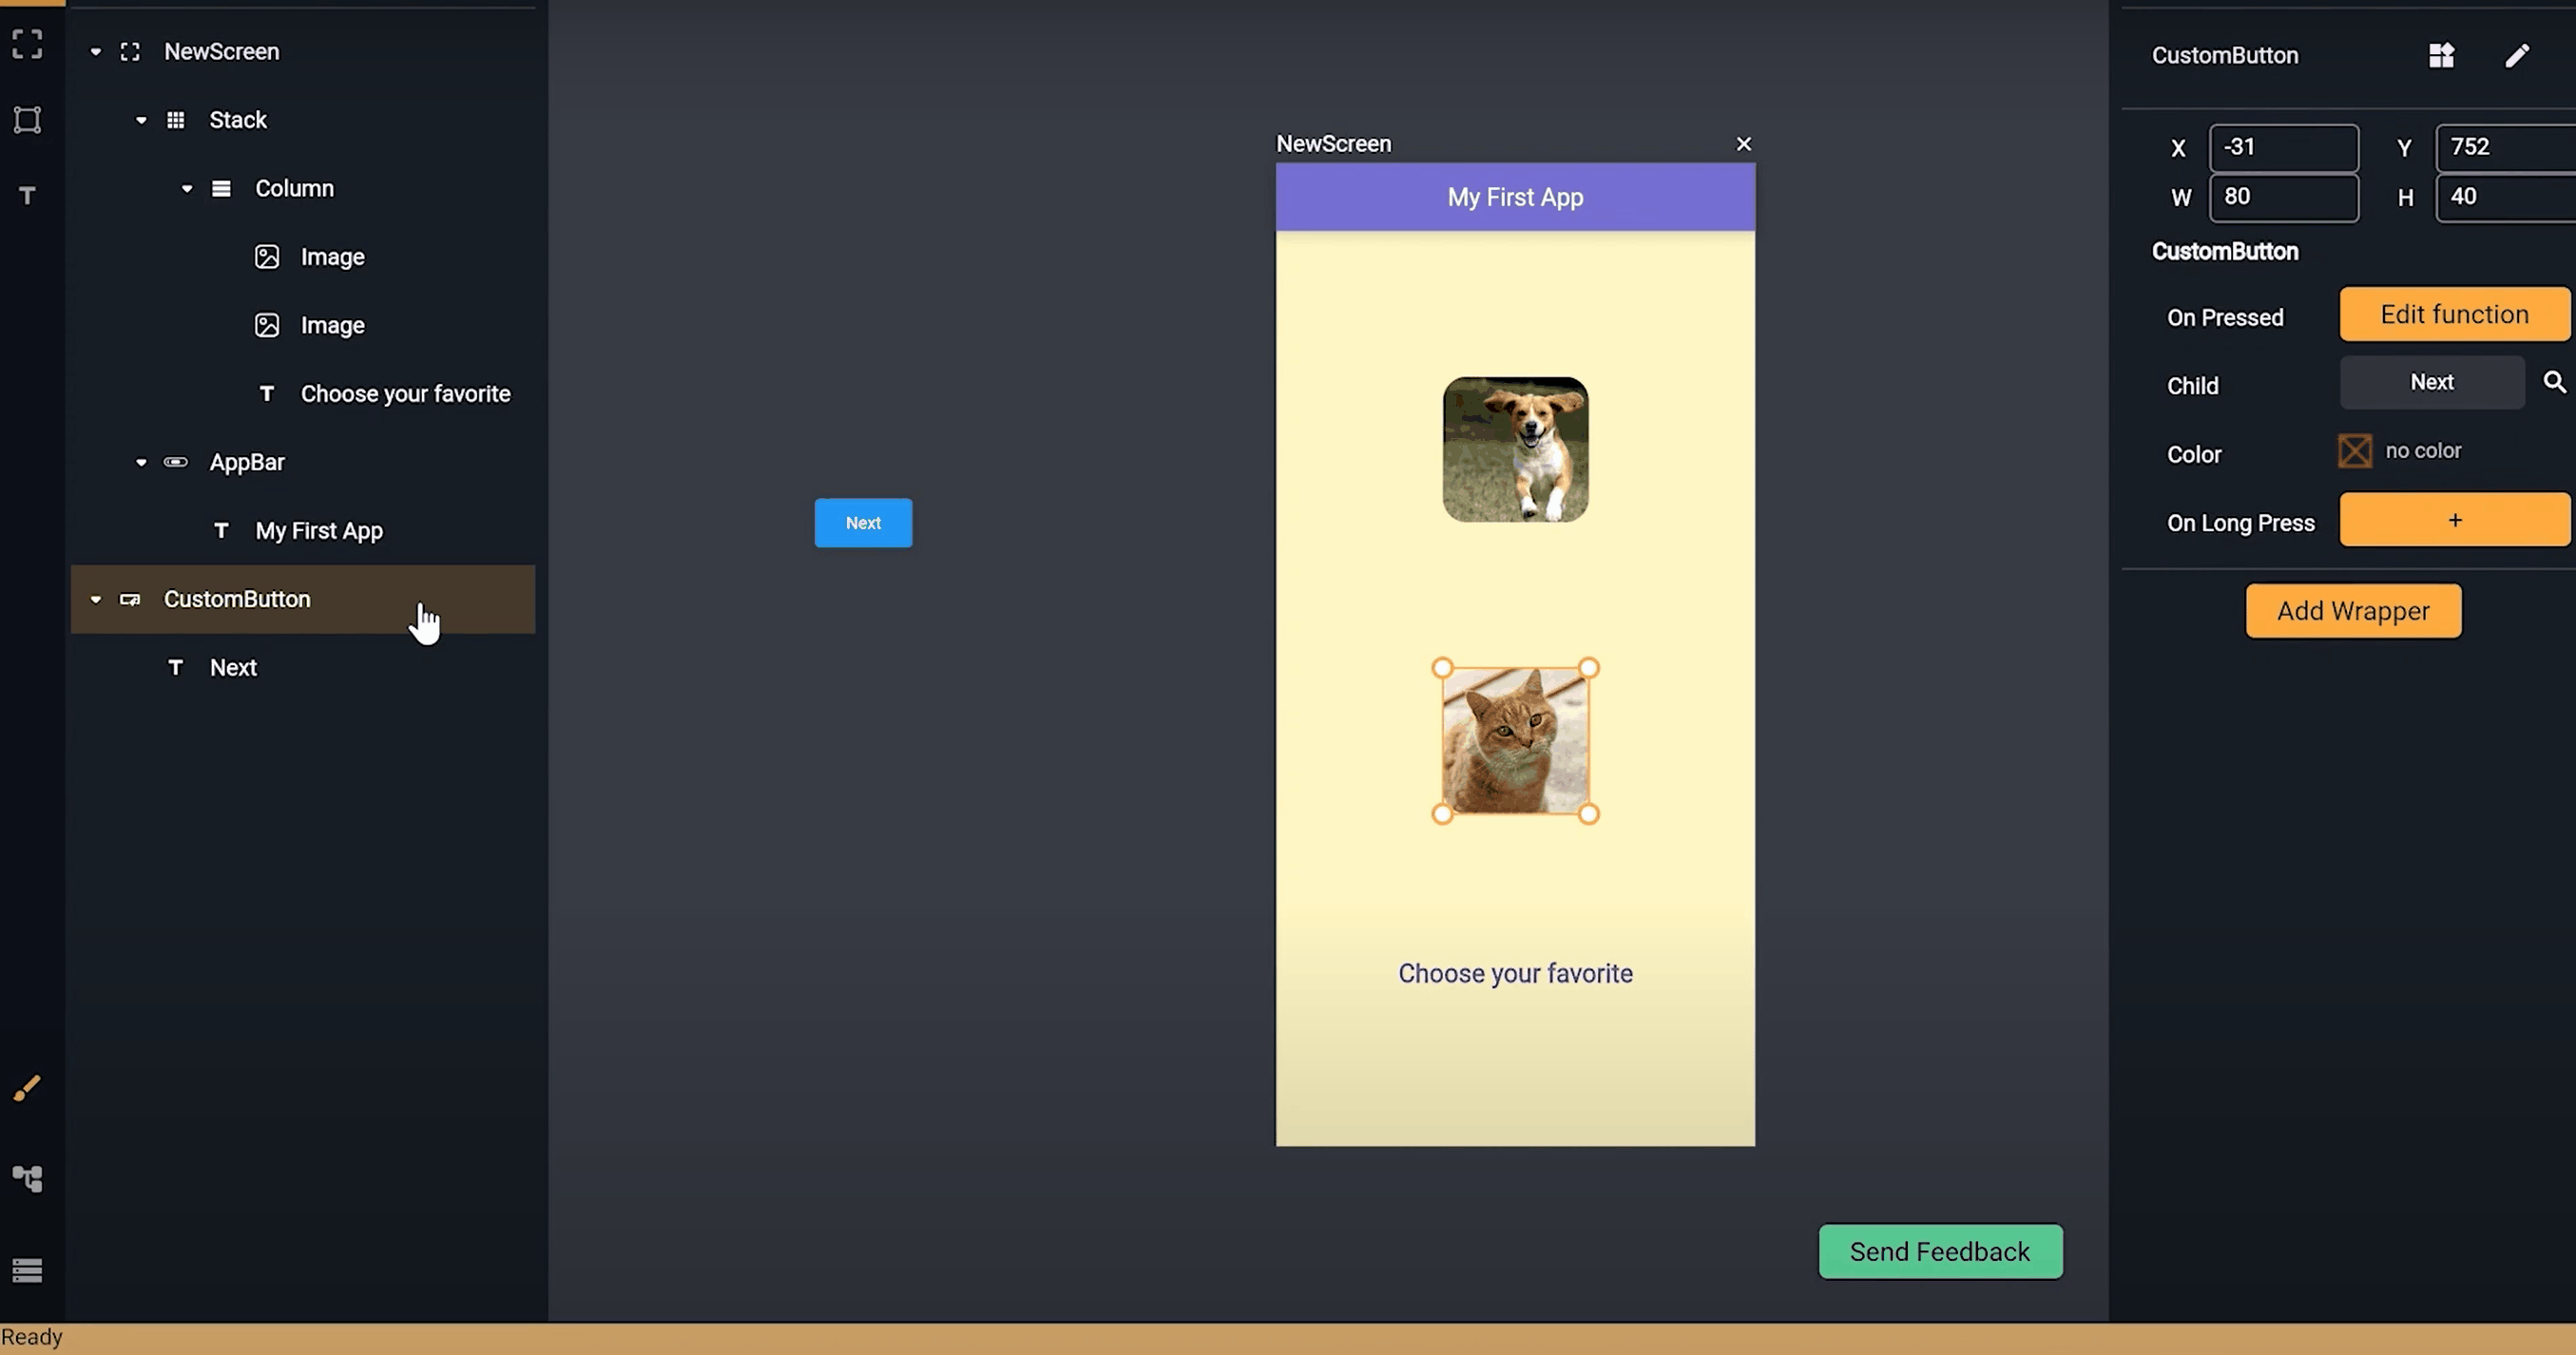 NewScreen
Stack
Column
Image
Image
Choose your favorite
AppBar
My First App
CustomButton
Next
Next
NewScreen
My First App
Choose your favorite
Send Feedback
CustomButton
X -31 Y 752
W 80 H 40
CustomButton
On Pressed Edit function
Child Next
Color no color
On Long Press +
Add Wrapper
Ready